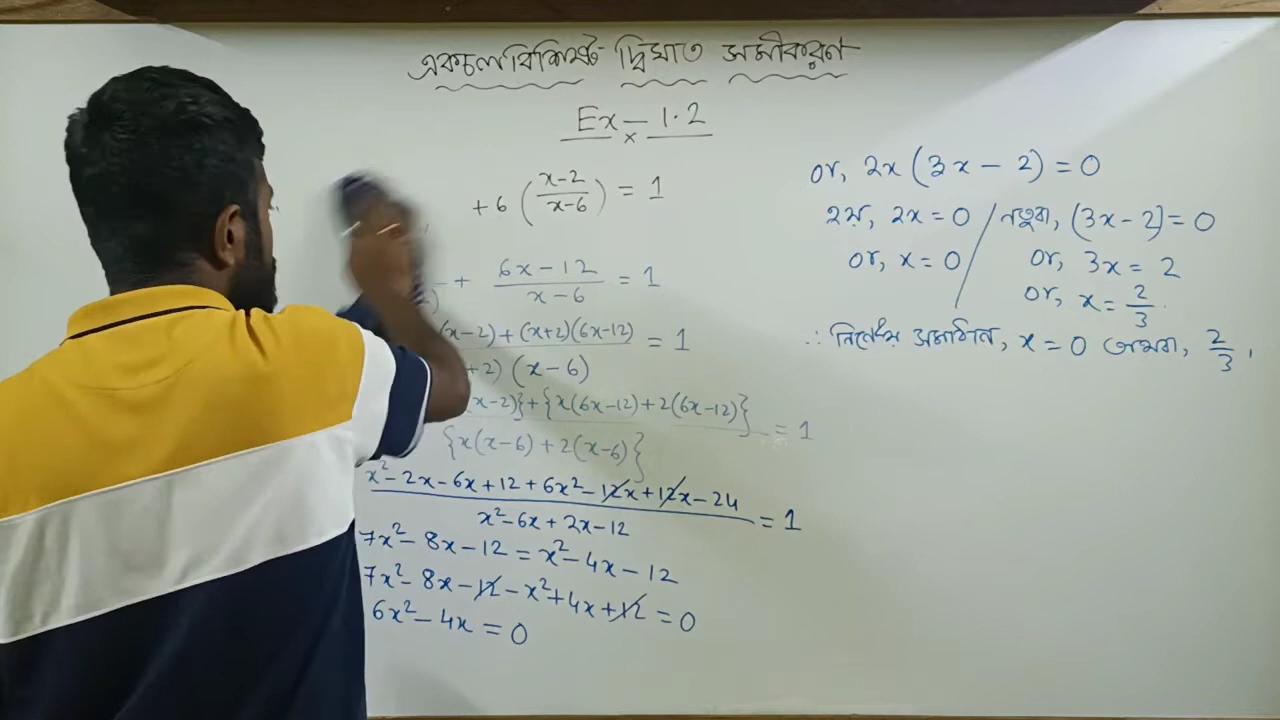 একচলবিশিষ্ট দ্বিঘাত সমীকরণ
Ex — 1.2
+ 6 ( (x-2)/(x-6) ) = 1
+ (6x-12)/(x-6) = 1
(x-2)+(x+2)(6x-12) = 1
+2)(x-6)
x-2)}+{x(6x-12)+2(6x-12)} = 1
{x(x-6)+2(x-6)}
x²-2x-6x+12+6x²-12x+12x-24 = 1
x²-6x+2x-12
7x²-8x-12=x²-4x-12
7x²-8x-12-x²+4x+12=0
6x²-4x=0
or, 2x(3x-2)=0
হয়, 2x=0 / নতুবা, (3x-2)=0
or, x=0 or, 3x=2
or, x=2/3.
∴ নির্ণেয় সমাধান, x=0 অথবা, 2/3.